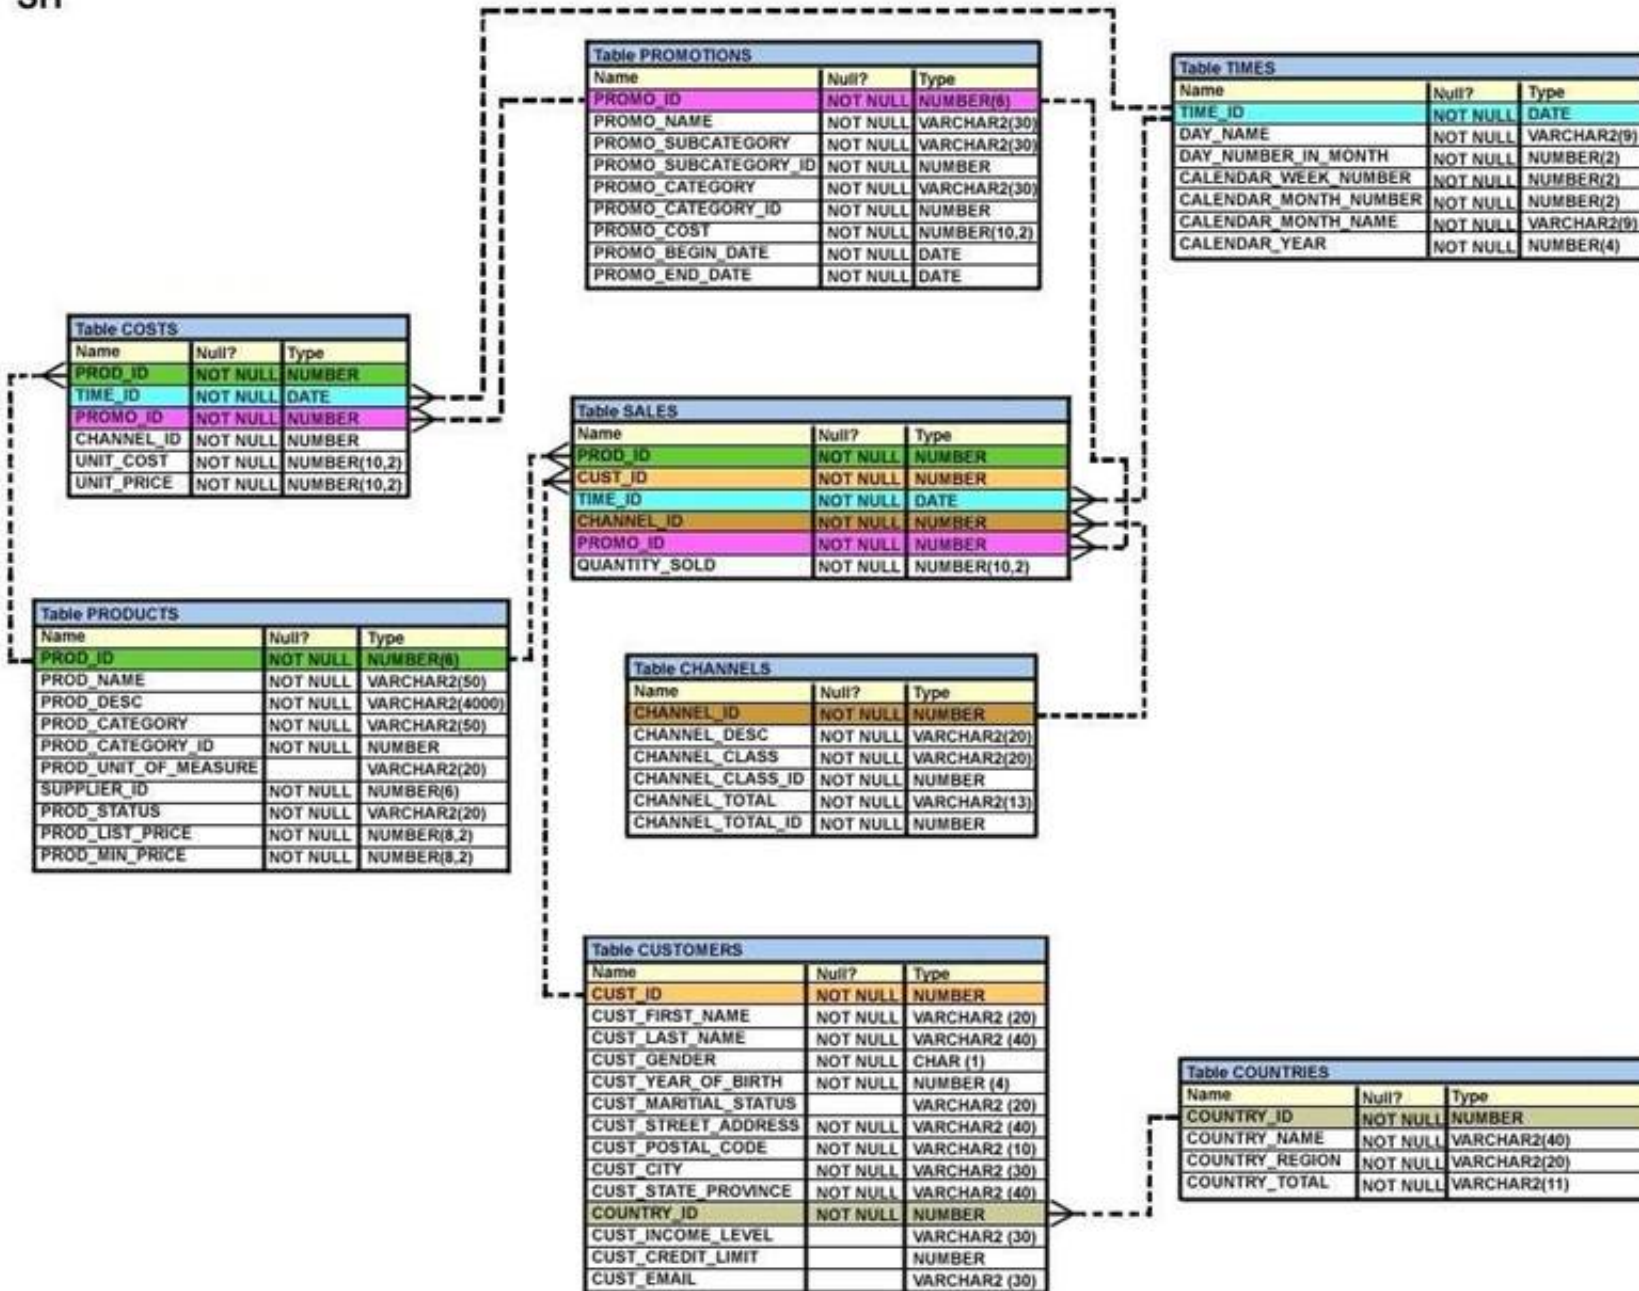 Table PROMOTIONS
Name Null? Type
PROMO_ID NOT NULL NUMBER(6)
PROMO_NAME NOT NULL VARCHAR2(30)
PROMO_SUBCATEGORY NOT NULL VARCHAR2(30)
PROMO_SUBCATEGORY_ID NOT NULL NUMBER
PROMO_CATEGORY NOT NULL VARCHAR2(30)
PROMO_CATEGORY_ID NOT NULL NUMBER
PROMO_COST NOT NULL NUMBER(10,2)
PROMO_BEGIN_DATE NOT NULL DATE
PROMO_END_DATE NOT NULL DATE
Table TIMES
Name Null? Type
TIME_ID NOT NULL DATE
DAY_NAME NOT NULL VARCHAR2(9)
DAY_NUMBER_IN_MONTH NOT NULL NUMBER(2)
CALENDAR_WEEK_NUMBER NOT NULL NUMBER(2)
CALENDAR_MONTH_NUMBER NOT NULL NUMBER(2)
CALENDAR_MONTH_NAME NOT NULL VARCHAR2(9)
CALENDAR_YEAR NOT NULL NUMBER(4)
Table COSTS
Name Null? Type
PROD_ID NOT NULL NUMBER
TIME_ID NOT NULL DATE
PROMO_ID NOT NULL NUMBER
CHANNEL_ID NOT NULL NUMBER
UNIT_COST NOT NULL NUMBER(10,2)
UNIT_PRICE NOT NULL NUMBER(10,2)
Table SALES
Name Null? Type
PROD_ID NOT NULL NUMBER
CUST_ID NOT NULL NUMBER
TIME_ID NOT NULL DATE
CHANNEL_ID NOT NULL NUMBER
PROMO_ID NOT NULL NUMBER
QUANTITY_SOLD NOT NULL NUMBER(10,2)
Table PRODUCTS
Name Null? Type
PROD_ID NOT NULL NUMBER(6)
PROD_NAME NOT NULL VARCHAR2(50)
PROD_DESC NOT NULL VARCHAR2(4000)
PROD_CATEGORY NOT NULL VARCHAR2(50)
PROD_CATEGORY_ID NOT NULL NUMBER
PROD_UNIT_OF_MEASURE VARCHAR2(20)
SUPPLIER_ID NOT NULL NUMBER(6)
PROD_STATUS NOT NULL VARCHAR2(20)
PROD_LIST_PRICE NOT NULL NUMBER(8,2)
PROD_MIN_PRICE NOT NULL NUMBER(8,2)
Table CHANNELS
Name Null? Type
CHANNEL_ID NOT NULL NUMBER
CHANNEL_DESC NOT NULL VARCHAR2(20)
CHANNEL_CLASS NOT NULL VARCHAR2(20)
CHANNEL_CLASS_ID NOT NULL NUMBER
CHANNEL_TOTAL NOT NULL VARCHAR2(13)
CHANNEL_TOTAL_ID NOT NULL NUMBER
Table CUSTOMERS
Name Null? Type
CUST_ID NOT NULL NUMBER
CUST_FIRST_NAME NOT NULL VARCHAR2 (20)
CUST_LAST_NAME NOT NULL VARCHAR2 (40)
CUST_GENDER NOT NULL CHAR (1)
CUST_YEAR_OF_BIRTH NOT NULL NUMBER (4)
CUST_MARITIAL_STATUS VARCHAR2 (20)
CUST_STREET_ADDRESS NOT NULL VARCHAR2 (40)
CUST_POSTAL_CODE NOT NULL VARCHAR2 (10)
CUST_CITY NOT NULL VARCHAR2 (30)
CUST_STATE_PROVINCE NOT NULL VARCHAR2 (40)
COUNTRY_ID NOT NULL NUMBER
CUST_INCOME_LEVEL VARCHAR2 (30)
CUST_CREDIT_LIMIT NUMBER
CUST_EMAIL VARCHAR2 (30)
Table COUNTRIES
Name Null? Type
COUNTRY_ID NOT NULL NUMBER
COUNTRY_NAME NOT NULL VARCHAR2(40)
COUNTRY_REGION NOT NULL VARCHAR2(20)
COUNTRY_TOTAL NOT NULL VARCHAR2(11)